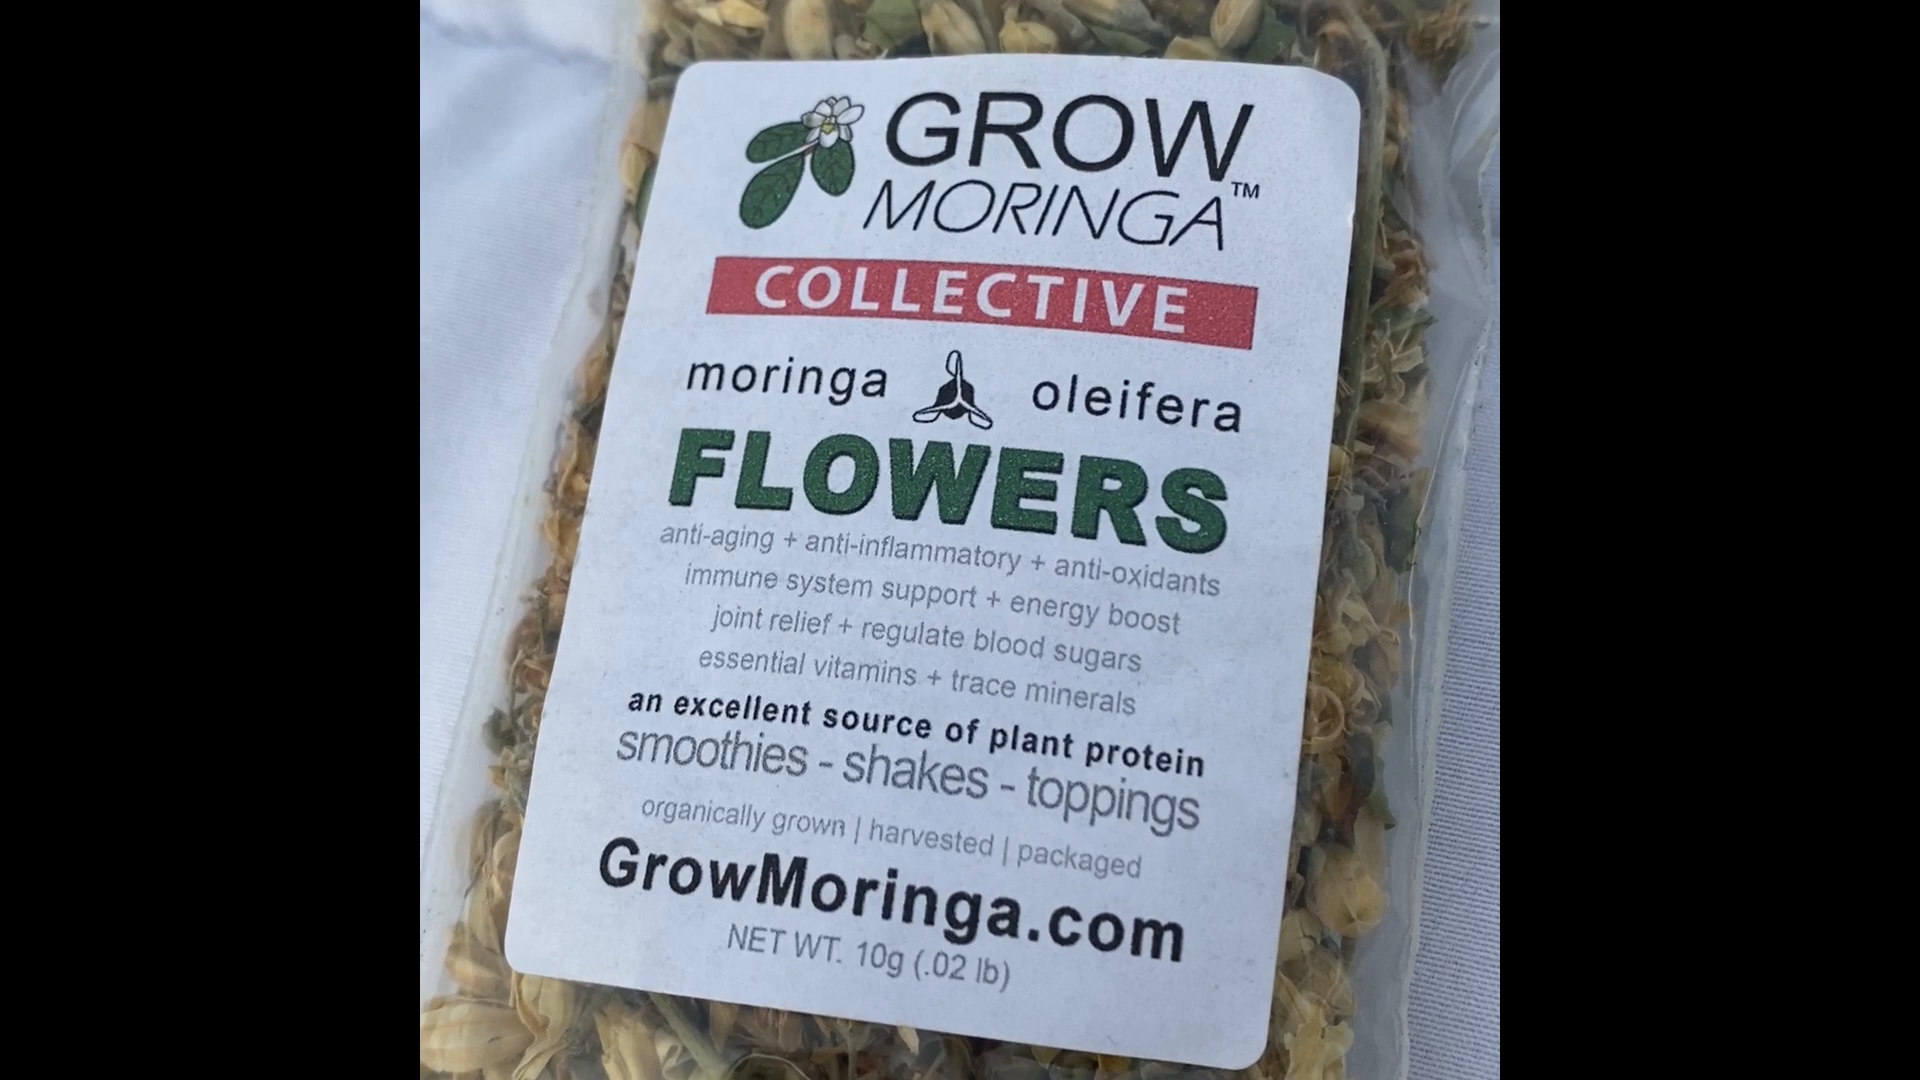 GROW
MORINGA™
COLLECTIVE
moringa oleifera
FLOWERS
anti-aging + anti-inflammatory + anti-oxidants
immune system support + energy boost
joint relief + regulate blood sugars
essential vitamins + trace minerals
an excellent source of plant protein
smoothies - shakes - toppings
organically grown | harvested | packaged
GrowMoringa.com
NET WT. 10g (.02 lb)